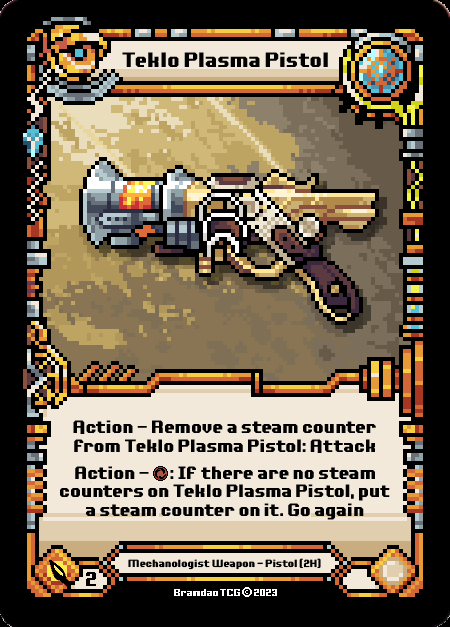 Teklo Plasma Pistol
Action - Remove a steam counter
from Teklo Plasma Pistol: Attack
Action - : If there are no steam
counters on Teklo Plasma Pistol, put
a steam counter on it. Go again
2
Mechanologist Weapon - Pistol (2H)
Brandao TCG © 2023